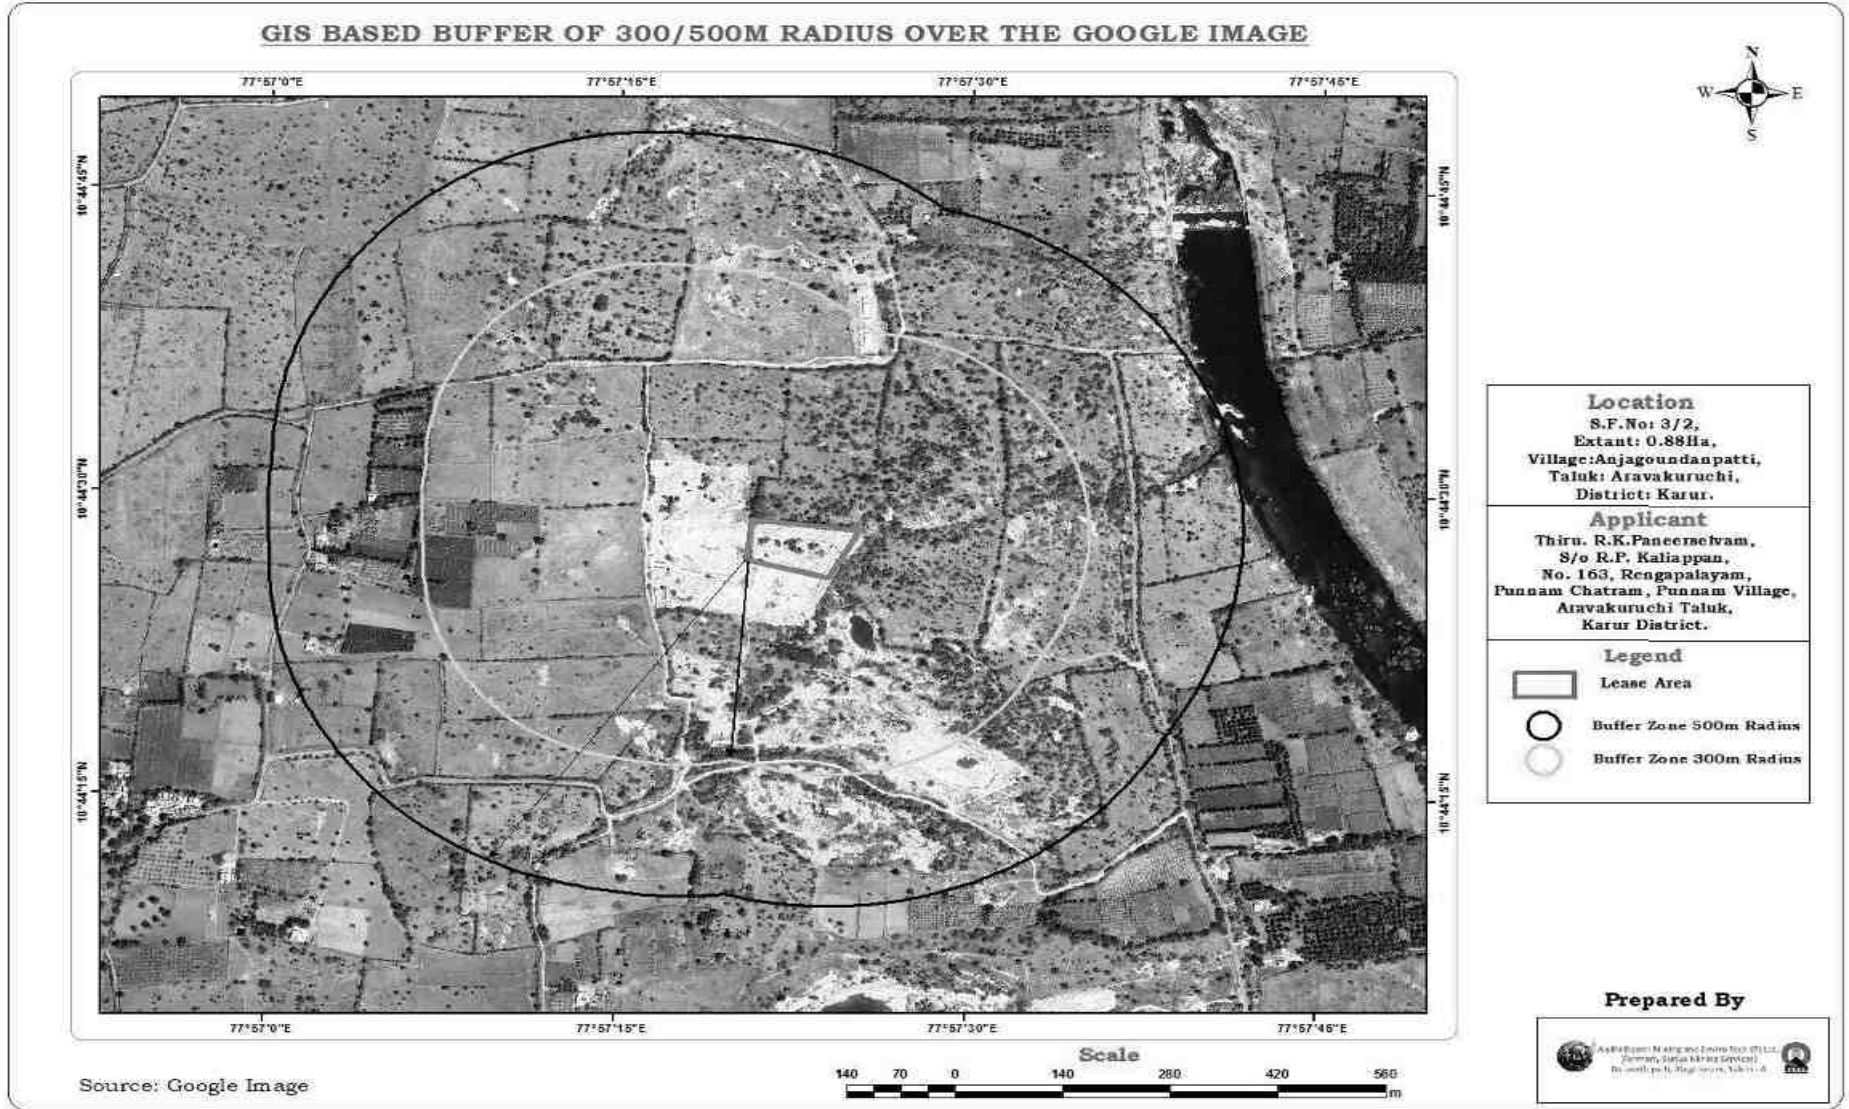 GIS BASED BUFFER OF 300/500M RADIUS OVER THE GOOGLE IMAGE
N
W E
S
77°57'0"E 77°57'15"E 77°57'30"E 77°57'45"E
10°44'45"N 10°44'45"N
10°44'30"N 10°44'30"N
10°44'15"N 10°44'15"N
77°57'0"E 77°57'15"E 77°57'30"E 77°57'45"E
Location
S.F.No: 3/2,
Extant: 0.88Ha,
Village:Anjagoundanpatti,
Taluk: Aravakuruchi,
District: Karur.
Applicant
Thiru. R.K.Paneerselvam,
S/o R.P. Kaliappan,
No. 163, Rengapalayam,
Punnam Chatram, Punnam Village,
Aravakuruchi Taluk,
Karur District.
Legend
Lease Area
Buffer Zone 500m Radius
Buffer Zone 300m Radius
Prepared By
Scale
140 70 0 140 280 420 560
m
Source: Google Image